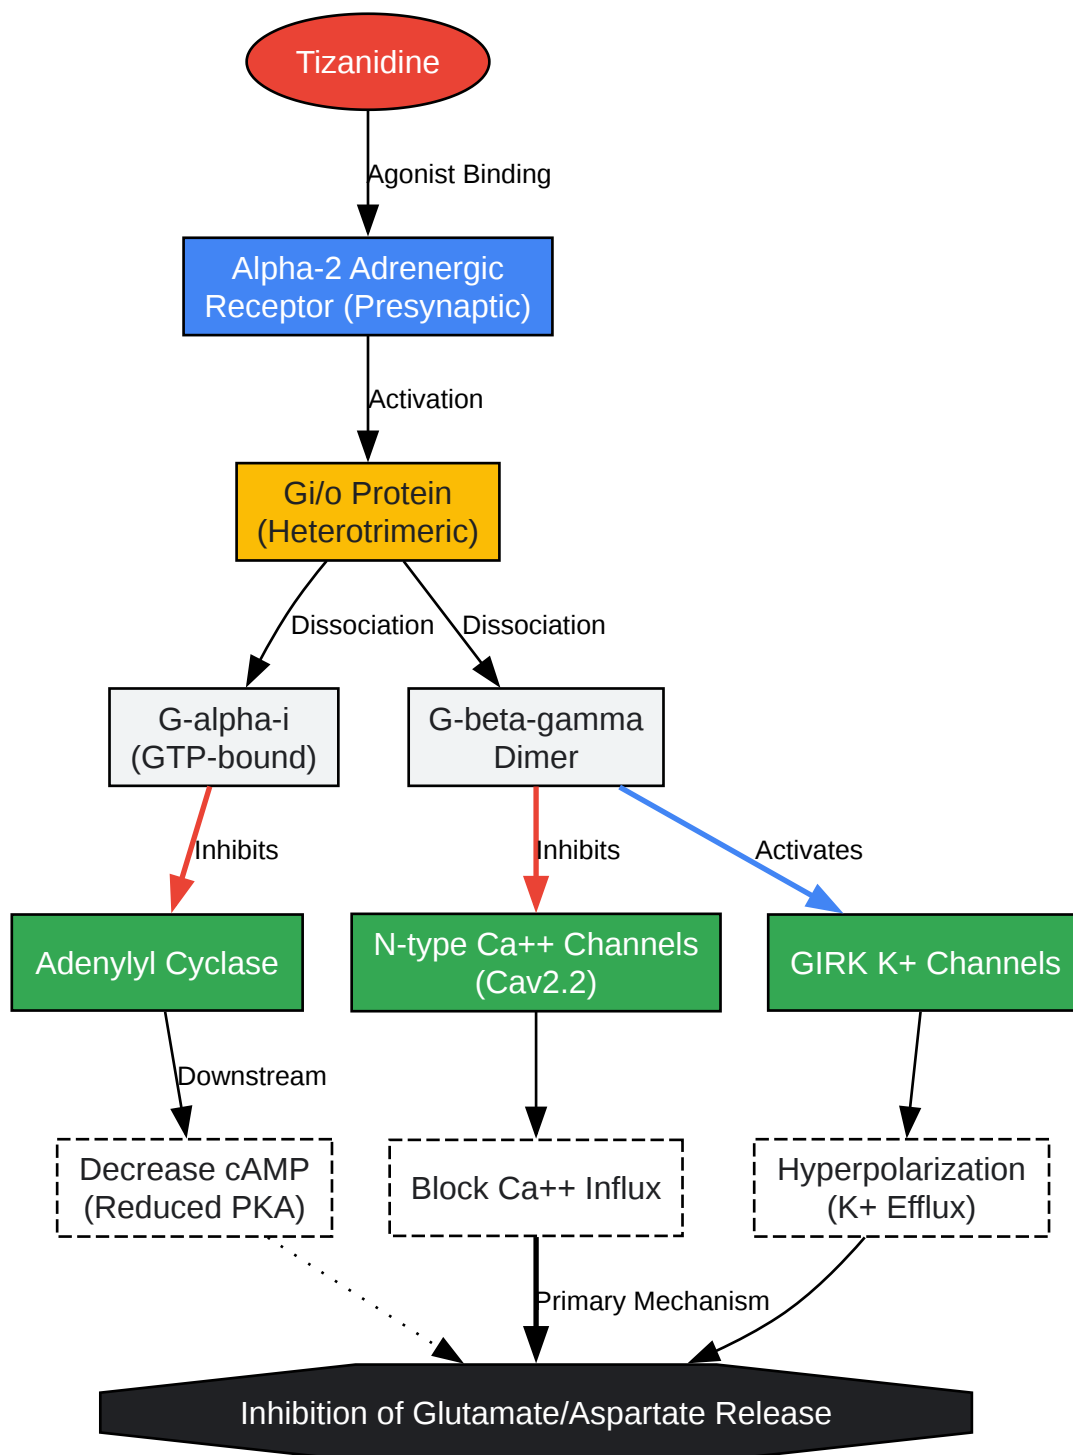 Tizanidine
Agonist Binding
Alpha-2 Adrenergic
Receptor (Presynaptic)
Activation
Gi/o Protein
(Heterotrimeric)
Dissociation
Dissociation
G-alpha-i
(GTP-bound)
G-beta-gamma
Dimer
Inhibits
Inhibits
Activates
Adenylyl Cyclase
N-type Ca++ Channels
(Cav2.2)
GIRK K+ Channels
Downstream
Decrease cAMP
(Reduced PKA)
Block Ca++ Influx
Hyperpolarization
(K+ Efflux)
Primary Mechanism
Inhibition of Glutamate/Aspartate Release